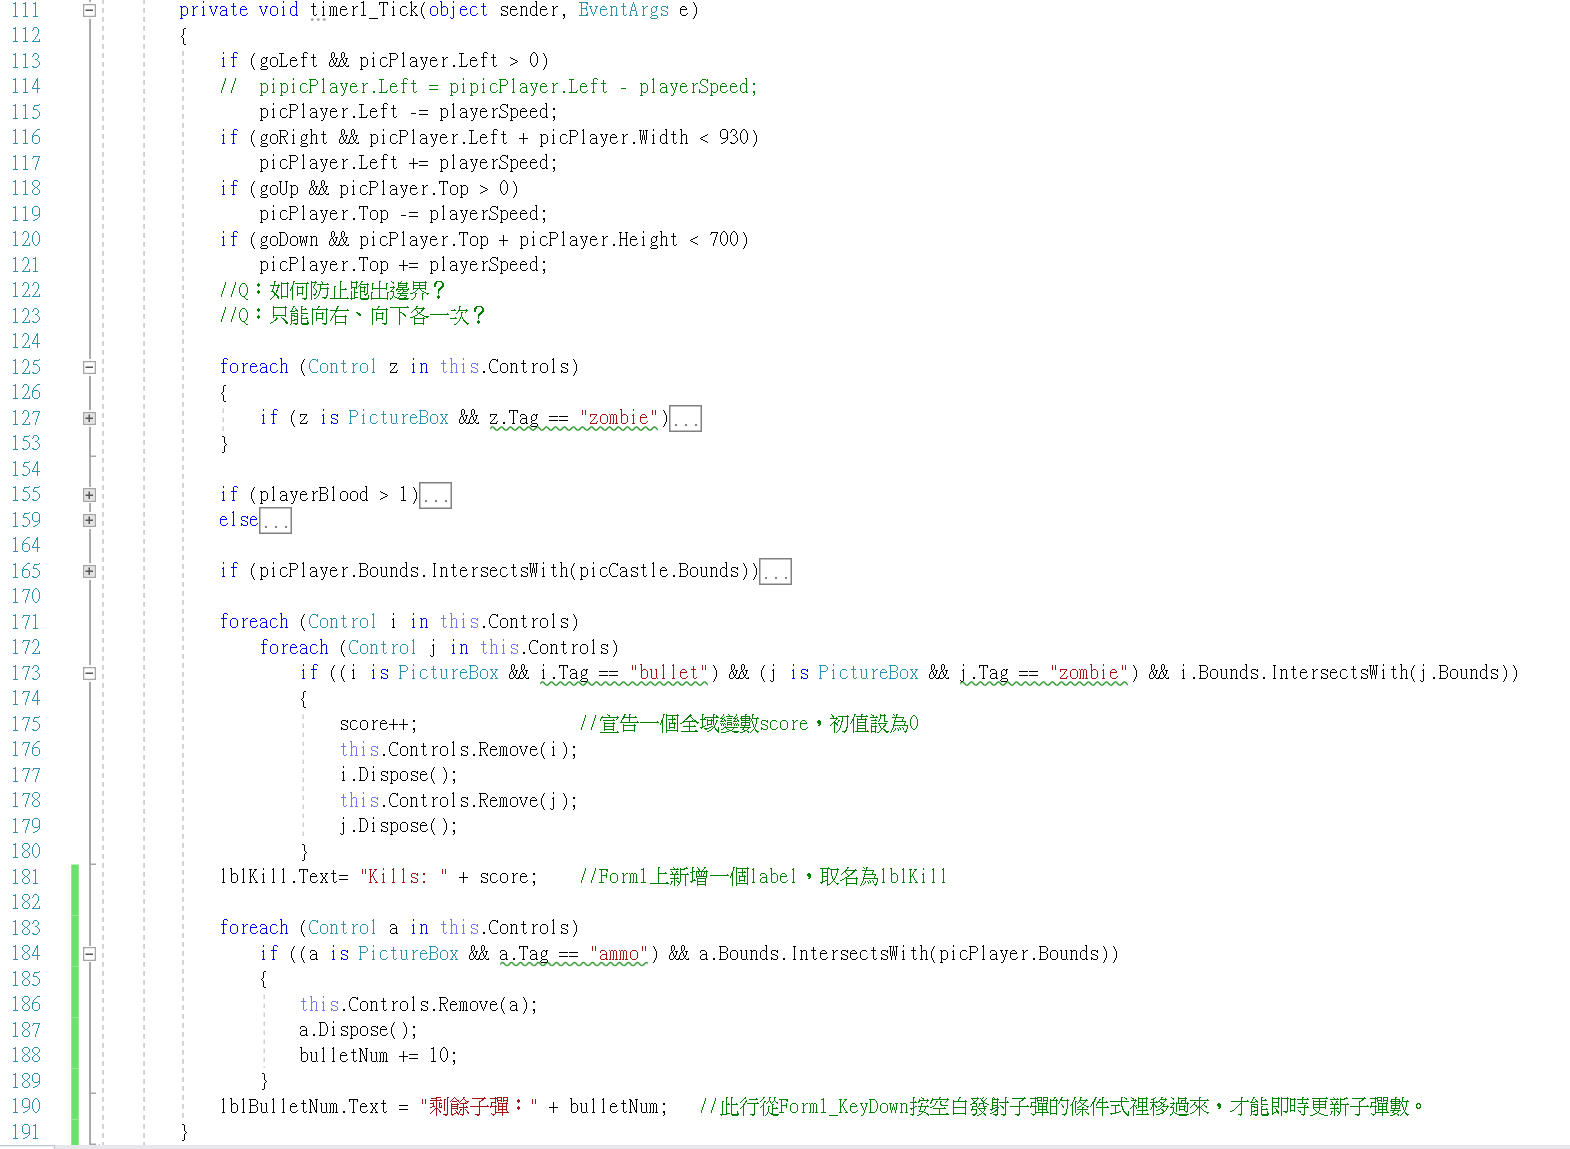 111 private void timer1_Tick(object sender, EventArgs e)
112 {
113 if (goLeft && picPlayer.Left > 0)
114 // pipicPlayer.Left = pipicPlayer.Left - playerSpeed;
115 picPlayer.Left -= playerSpeed;
116 if (goRight && picPlayer.Left + picPlayer.Width < 930)
117 picPlayer.Left += playerSpeed;
118 if (goUp && picPlayer.Top > 0)
119 picPlayer.Top -= playerSpeed;
120 if (goDown && picPlayer.Top + picPlayer.Height < 700)
121 picPlayer.Top += playerSpeed;
122 //Q：如何防止跑出邊界？
123 //Q：只能向右、向下各一次？
124
125 foreach (Control z in this.Controls)
126 {
127 if (z is PictureBox && z.Tag == "zombie")...
153 }
154
155 if (playerBlood > 1)...
159 else...
164
165 if (picPlayer.Bounds.IntersectsWith(picCastle.Bounds))...
170
171 foreach (Control i in this.Controls)
172 foreach (Control j in this.Controls)
173 if ((i is PictureBox && i.Tag == "bullet") && (j is PictureBox && j.Tag == "zombie") && i.Bounds.IntersectsWith(j.Bounds))
174 {
175 score++; //宣告一個全域變數score，初值設為0
176 this.Controls.Remove(i);
177 i.Dispose();
178 this.Controls.Remove(j);
179 j.Dispose();
180 }
181 lblKill.Text= "Kills: " + score; //Form1上新增一個label，取名為lblKill
182
183 foreach (Control a in this.Controls)
184 if ((a is PictureBox && a.Tag == "ammo") && a.Bounds.IntersectsWith(picPlayer.Bounds))
185 {
186 this.Controls.Remove(a);
187 a.Dispose();
188 bulletNum += 10;
189 }
190 lblBulletNum.Text = "剩餘子彈：" + bulletNum; //此行從Form1_KeyDown按空白發射子彈的條件式裡移過來，才能即時更新子彈數。
191 }